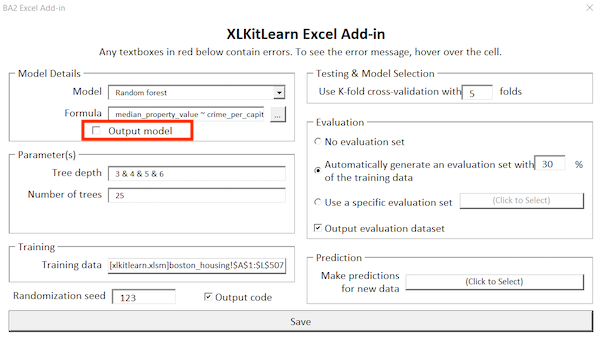 BA2 Excel Add-in
XLKitLearn Excel Add-in
Any textboxes in red below contain errors. To see the error message, hover over the cell.
Model Details
Model Random forest
Formula median_property_value ~ crime_per_capit ...
Output model
Parameter(s)
Tree depth 3 & 4 & 5 & 6
Number of trees 25
Training
Training data [xlkitlearn.xlsm]boston_housing!$A$1:$L$507
Randomization seed 123 Output code
Testing & Model Selection
Use K-fold cross-validation with 5 folds
Evaluation
No evaluation set
Automatically generate an evaluation set with 30 %
of the training data
Use a specific evaluation set (Click to Select)
Output evaluation dataset
Prediction
Make predictions
for new data (Click to Select)
Save